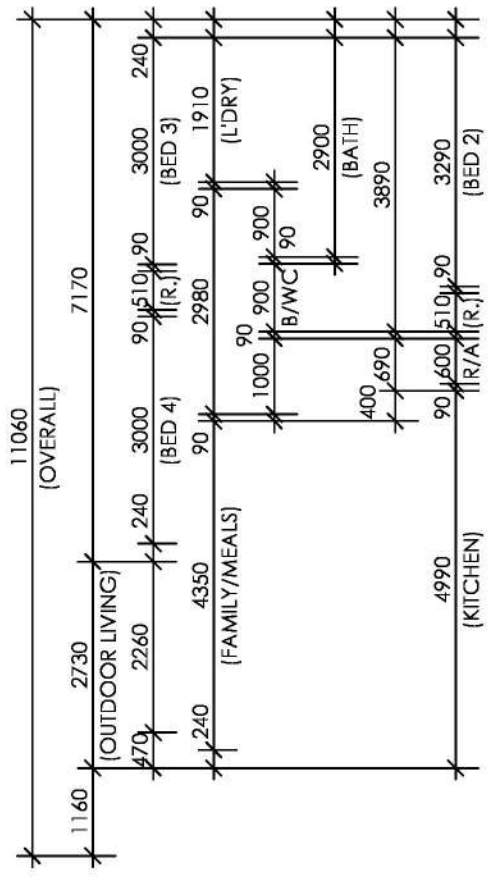 11060
(OVERALL)
1160 2730 7170
(OUTDOOR LIVING)
470 2260 240 3000 90 510 90 3000 240
(BED 4) (R.) (BED 3)
240 4350 90 2980 90 1910
(FAMILY/MEALS) (L'DRY)
1000 90 900 900
B/WC 90
2900
(BATH)
400 690 3890
4990 90 600 510 90 3290
(KITCHEN) R/A (R.) (BED 2)